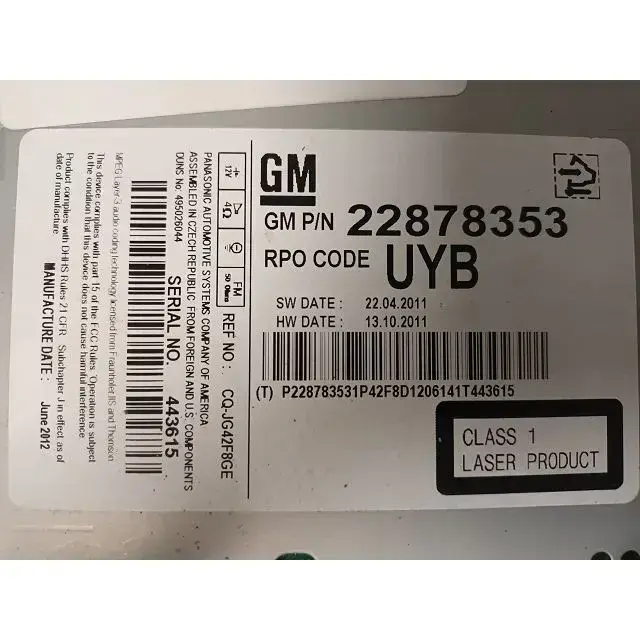 GM
GM P/N 22878353
RPO CODE UYB
SW DATE : 22.04.2011
HW DATE : 13.10.2011
(T) P228783531P42F8D1206141T443615
CLASS 1
LASER PRODUCT
12V
4Ω
FM
50 Ohms
REF NO : CQ-JG42F8GE
PANASONIC AUTOMOTIVE SYSTEMS COMPANY OF AMERICA
ASSEMBLED IN CZECH REPUBLIC FROM FOREIGN AND U.S. COMPONENTS
DUNS No: 495026044
SERIAL NO. 443615
MPEG Layer 3 audio coding technology licensed from Fraunhofer IIS and Thomson
This device complies with part 15 of the FCC Rules. Operation is subject
to the condition that this device does not cause harmful interference.
Product complies with DHHS Rules 21 CFR Subchapter J in effect as of
date of manufacture
MANUFACTURE DATE : June 2012